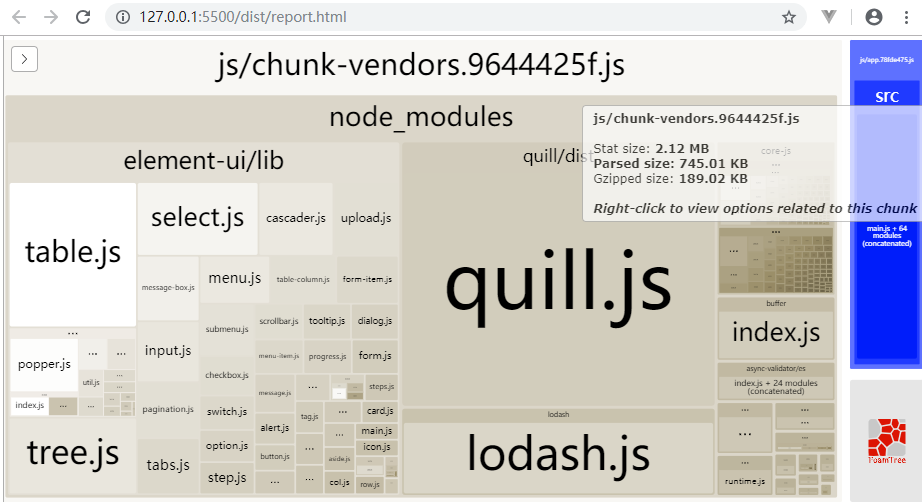 127.0.0.1:5500/dist/report.html
js/chunk-vendors.9644425f.js
js/app.78fde475.js
node_modules
src
js/chunk-vendors.9644425f.js
Stat size: 2.12 MB
Parsed size: 745.01 KB
Gzipped size: 189.02 KB
Right-click to view options related to this chunk
element-ui/lib
quill/dist
core-js
table.js
select.js
cascader.js
upload.js
message-box.js
menu.js
table-column.js
form-item.js
quill.js
main.js + 64
modules
(concatenated)
...
popper.js
...
...
util.js
index.js
...
...
input.js
submenu.js
scrollbar.js
tooltip.js
dialog.js
menu-item.js
progress.js
form.js
checkbox.js
message.js
...
steps.js
pagination.js
switch.js
tag.js
...
card.js
alert.js
...
main.js
tree.js
tabs.js
option.js
icon.js
button.js
...
aside.js
step.js
...
col.js
row.js
lodash
lodash.js
...
buffer
index.js
async-validator/es
index.js + 24 modules
(concatenated)
...
...
...
runtime.js
FoamTree